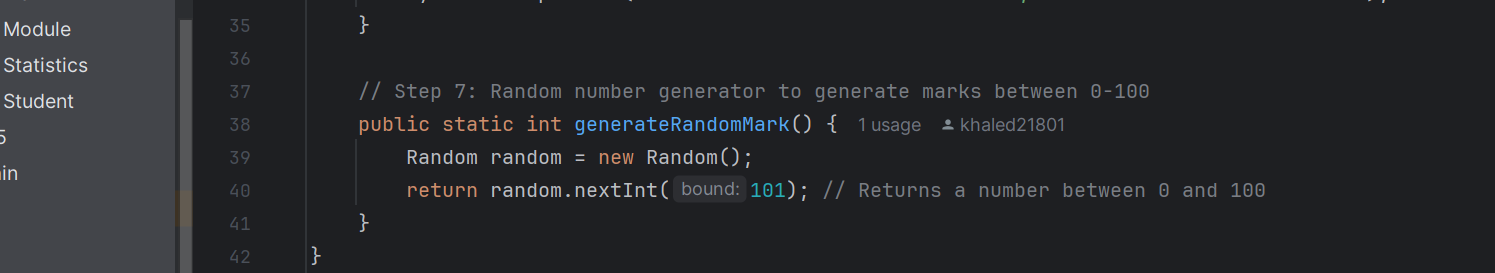 Module
Statistics
Student
5
in
35 }
36
37 // Step 7: Random number generator to generate marks between 0-100
38 public static int generateRandomMark() { 1 usage khaled21801
39 Random random = new Random();
40 return random.nextInt( bound: 101); // Returns a number between 0 and 100
41 }
42 }